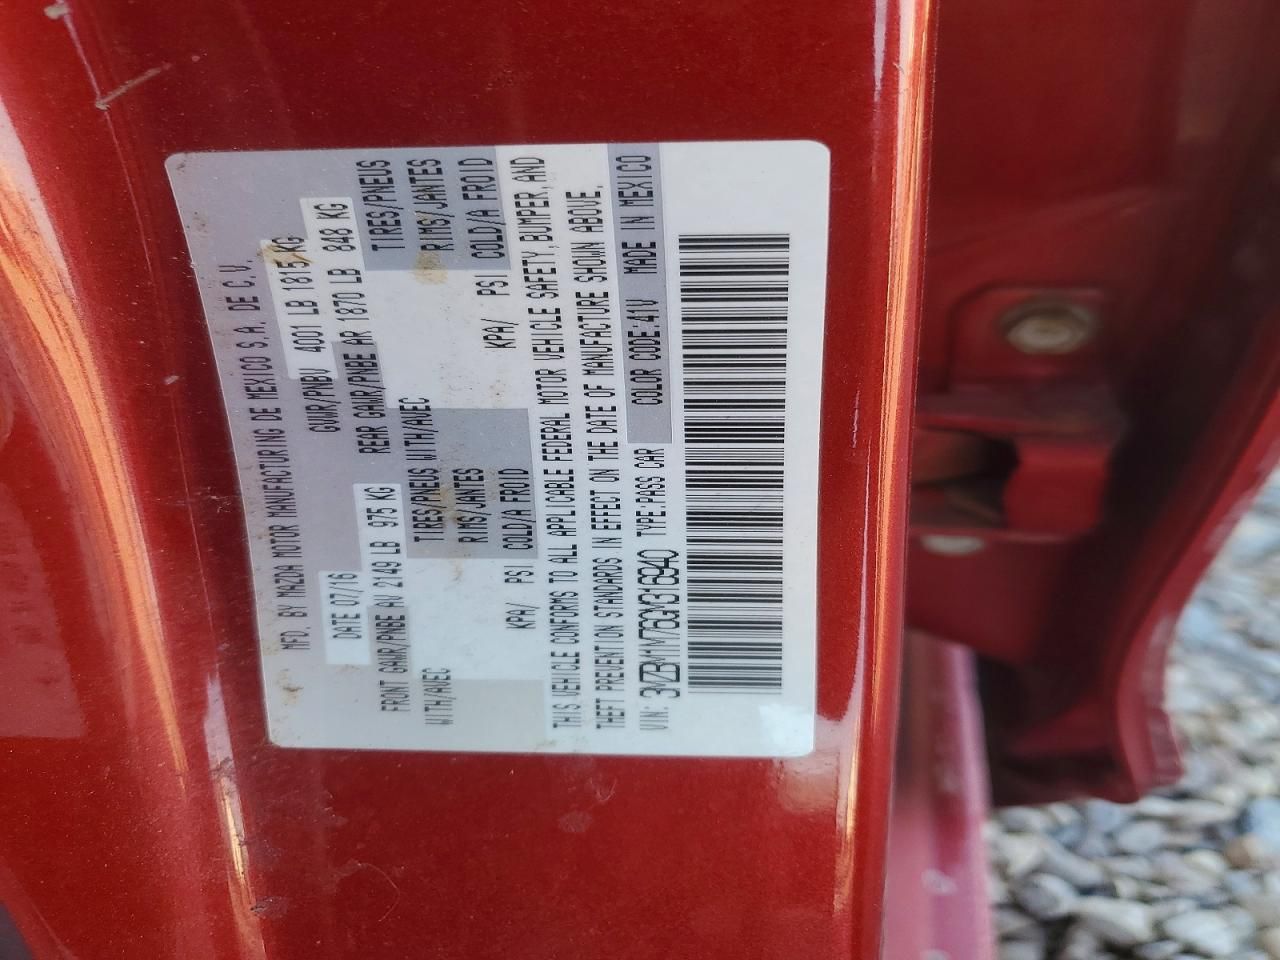 MFD. BY MAZDA MOTOR MANUFACTURING DE MEXICO S.A. DE C.V.
DATE 07/16 GVWR/PNBV 4001 LB 1815 KG
FRONT GAWR/PNBE AV 2149 LB 975 KG REAR GAWR/PNBE AR 1870 LB 848 KG
WITH/AVEC TIRES/PNEUS WITH/AVEC TIRES/PNEUS
RIMS/JANTES RIMS/JANTES
KPA/ PSI COLD/A FROID KPA/ PSI COLD/A FROID
THIS VEHICLE CONFORMS TO ALL APPLICABLE FEDERAL MOTOR VEHICLE SAFETY, BUMPER, AND
THEFT PREVENTION STANDARDS IN EFFECT ON THE DATE OF MANUFACTURE SHOWN ABOVE.
VIN: 3MZBM1M76GM316940 TYPE:PASS CAR COLOR CODE:41V MADE IN MEXICO